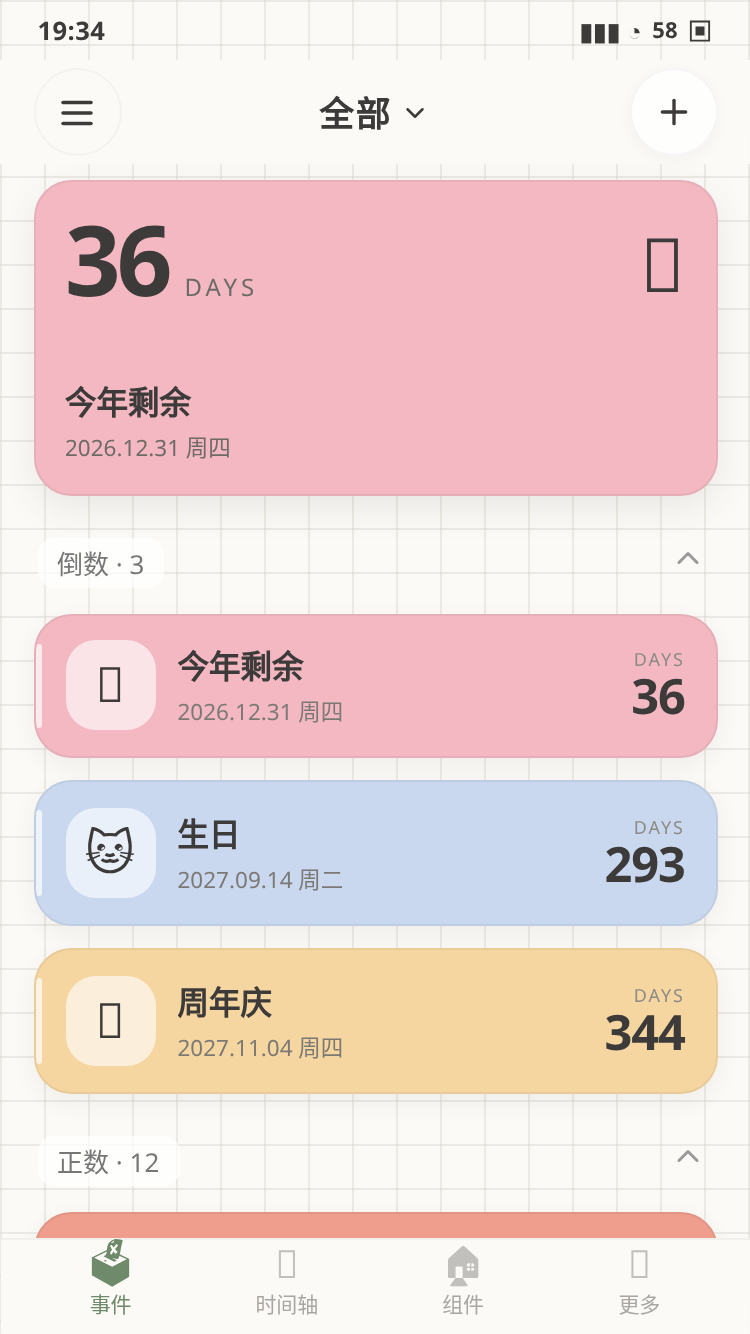 19:34
58
全部
36 DAYS
今年剩余
2026.12.31 周四
倒数 · 3
今年剩余
2026.12.31 周四
DAYS
36
生日
2027.09.14 周二
DAYS
293
周年庆
2027.11.04 周四
DAYS
344
正数 · 12
事件
时间轴
组件
更多